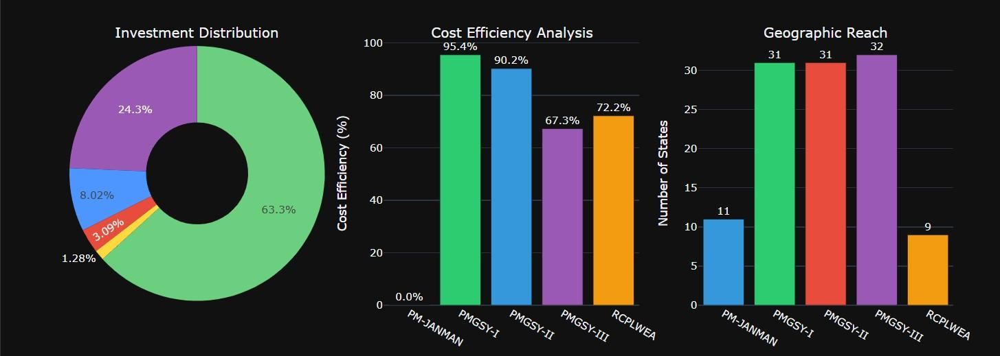 Investment Distribution
24.3%
8.02%
3.09%
1.28%
63.3%
Cost Efficiency Analysis
Cost Efficiency (%)
100
80
60
40
20
0
0.0%
95.4%
90.2%
67.3%
72.2%
PM-JANMAN
PMGSY-I
PMGSY-II
PMGSY-III
RCPLWEA
Geographic Reach
Number of States
30
25
20
15
10
5
0
11
31
31
32
9
PM-JANMAN
PMGSY-I
PMGSY-II
PMGSY-III
RCPLWEA